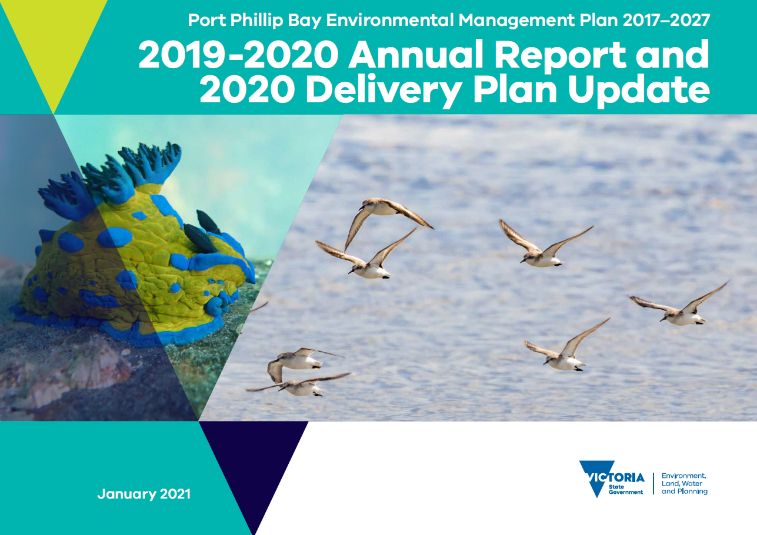 Port Phillip Bay Environmental Management Plan 2017–2027
2019-2020 Annual Report and
2020 Delivery Plan Update
January 2021
VICTORIA
State
Government
Environment,
Land, Water
and Planning